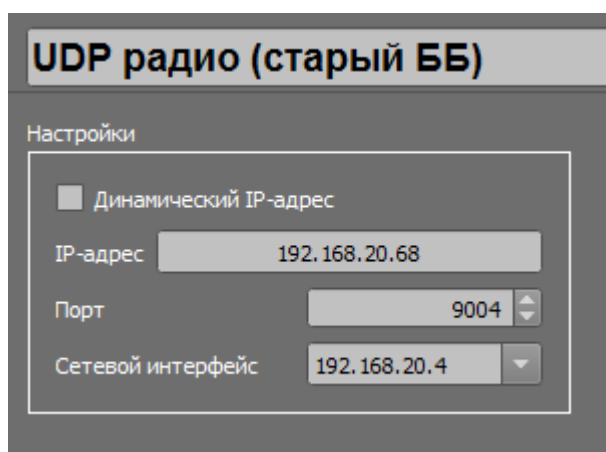 UDP радио (старый ББ)
Настройки
Динамический IP-адрес
IP-адрес 192.168.20.68
Порт 9004
Сетевой интерфейс 192.168.20.4